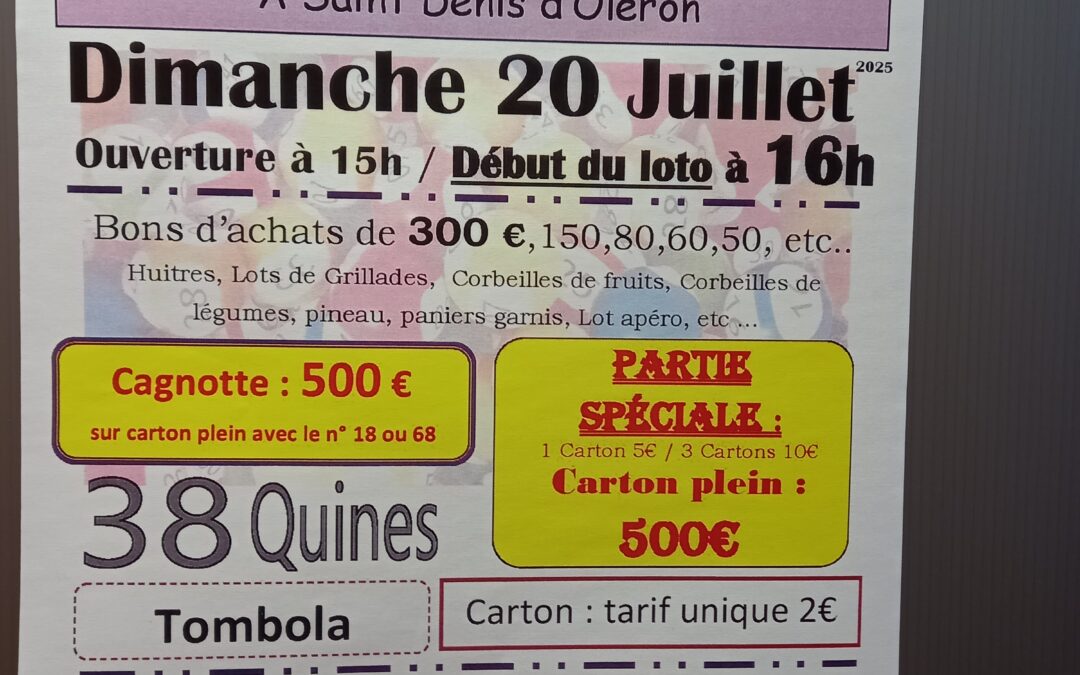 A Saint Denis d'Oleron
Dimanche 20 Juillet 2025
Ouverture à 15h / Début du loto à 16h
Bons d'achats de 300 €,150,80,60,50, etc..
Huitres, Lots de Grillades, Corbeilles de fruits, Corbeilles de
légumes, pineau, paniers garnis, Lot apéro, etc ...
Cagnotte : 500 €
sur carton plein avec le n° 18 ou 68
PARTIE
SPÉCIALE :
1 Carton 5€ / 3 Cartons 10€
Carton plein :
500€
38 Quines
Tombola
Carton : tarif unique 2€